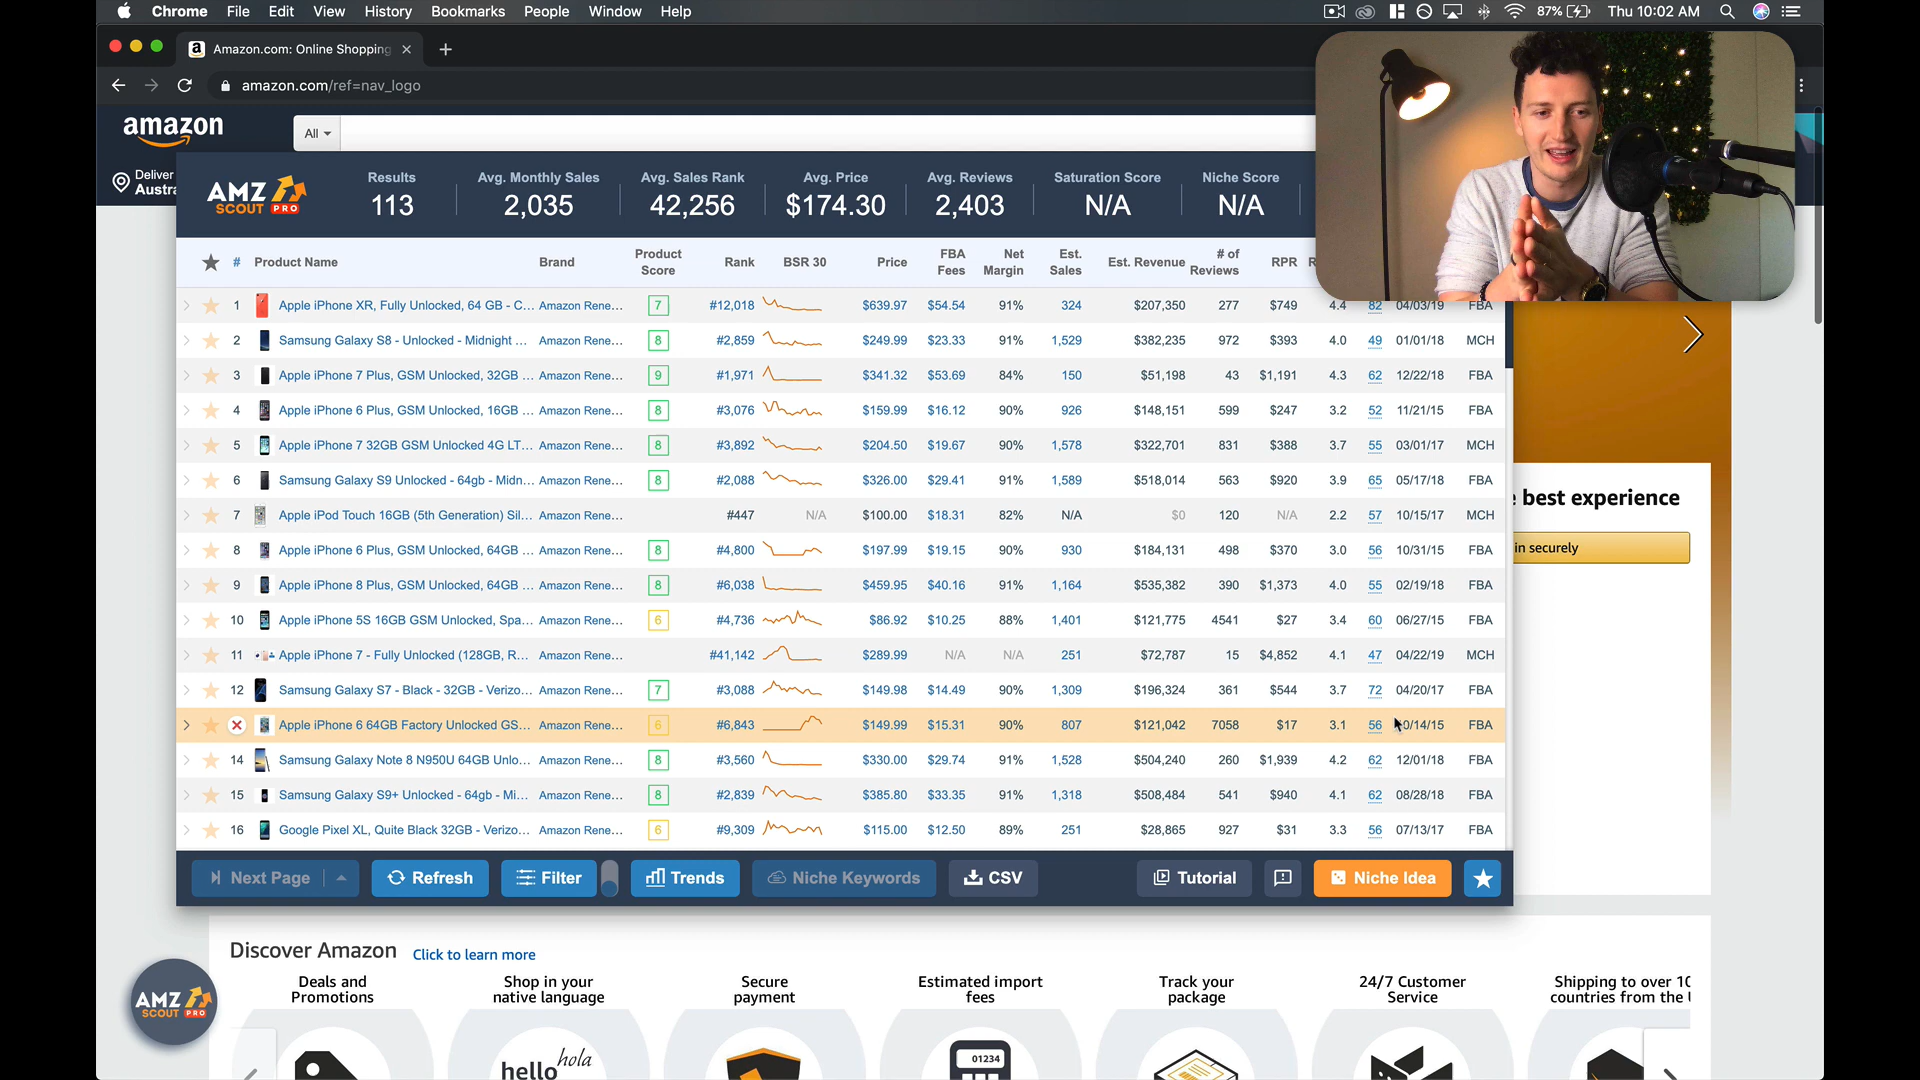 Chrome File Edit View History Bookmarks People Window Help 87% Thu 10:02 AM
Amazon.com: Online Shopping
amazon.com/ref=nav_logo
amazon All
Deliver
Austra
AMZ SCOUT PRO
Results Avg. Monthly Sales Avg. Sales Rank Avg. Price Avg. Reviews Saturation Score Niche Score
113 2,035 42,256 $174.30 2,403 N/A N/A
# Product Name Brand Product Score Rank BSR 30 Price FBA Fees Net Margin Est. Sales Est. Revenue # of Reviews RPR
1 Apple iPhone XR, Fully Unlocked, 64 GB - C... Amazon Rene... 7 #12,018 $639.97 $54.54 91% 324 $207,350 277 $749 4.4 82 04/03/19 FBA
2 Samsung Galaxy S8 - Unlocked - Midnight ... Amazon Rene... 8 #2,859 $249.99 $23.33 91% 1,529 $382,235 972 $393 4.0 49 01/01/18 MCH
3 Apple iPhone 7 Plus, GSM Unlocked, 32GB ... Amazon Rene... 9 #1,971 $341.32 $53.69 84% 150 $51,198 43 $1,191 4.3 62 12/22/18 FBA
4 Apple iPhone 6 Plus, GSM Unlocked, 16GB ... Amazon Rene... 8 #3,076 $159.99 $16.12 90% 926 $148,151 599 $247 3.2 52 11/21/15 FBA
5 Apple iPhone 7 32GB GSM Unlocked 4G LT... Amazon Rene... 8 #3,892 $204.50 $19.67 90% 1,578 $322,701 831 $388 3.7 55 03/01/17 MCH
6 Samsung Galaxy S9 Unlocked - 64gb - Midn... Amazon Rene... 8 #2,088 $326.00 $29.41 91% 1,589 $518,014 563 $920 3.9 65 05/17/18 FBA
7 Apple iPod Touch 16GB (5th Generation) Sil... Amazon Rene... #447 N/A $100.00 $18.31 82% N/A $0 120 N/A 2.2 57 10/15/17 MCH
8 Apple iPhone 6 Plus, GSM Unlocked, 64GB ... Amazon Rene... 8 #4,800 $197.99 $19.15 90% 930 $184,131 498 $370 3.0 56 10/31/15 FBA
9 Apple iPhone 8 Plus, GSM Unlocked, 64GB ... Amazon Rene... 8 #6,038 $459.95 $40.16 91% 1,164 $535,382 390 $1,373 4.0 55 02/19/18 FBA
10 Apple iPhone 5S 16GB GSM Unlocked, Spa... Amazon Rene... 6 #4,736 $86.92 $10.25 88% 1,401 $121,775 4541 $27 3.4 60 06/27/15 FBA
11 Apple iPhone 7 - Fully Unlocked (128GB, R... Amazon Rene... #41,142 $289.99 N/A N/A 251 $72,787 15 $4,852 4.1 47 04/22/19 MCH
12 Samsung Galaxy S7 - Black - 32GB - Verizo... Amazon Rene... 7 #3,088 $149.98 $14.49 90% 1,309 $196,324 361 $544 3.7 72 04/20/17 FBA
Apple iPhone 6 64GB Factory Unlocked GS... Amazon Rene... 6 #6,843 $149.99 $15.31 90% 807 $121,042 7058 $17 3.1 56 0/14/15 FBA
14 Samsung Galaxy Note 8 N950U 64GB Unlo... Amazon Rene... 8 #3,560 $330.00 $29.74 91% 1,528 $504,240 260 $1,939 4.2 62 12/01/18 FBA
15 Samsung Galaxy S9+ Unlocked - 64gb - Mi... Amazon Rene... 8 #2,839 $385.80 $33.35 91% 1,318 $508,484 541 $940 4.1 62 08/28/18 FBA
16 Google Pixel XL, Quite Black 32GB - Verizo... Amazon Rene... 6 #9,309 $115.00 $12.50 89% 251 $28,865 927 $31 3.3 56 07/13/17 FBA
best experience
in securely
Next Page Refresh Filter Trends Niche Keywords CSV Tutorial Niche Idea
Discover Amazon Click to learn more
Deals and Shop in your Secure Estimated import Track your 24/7 Customer Shipping to over 10
Promotions native language payment fees package Service countries from the
AMZ SCOUT PRO
hello hola
01234